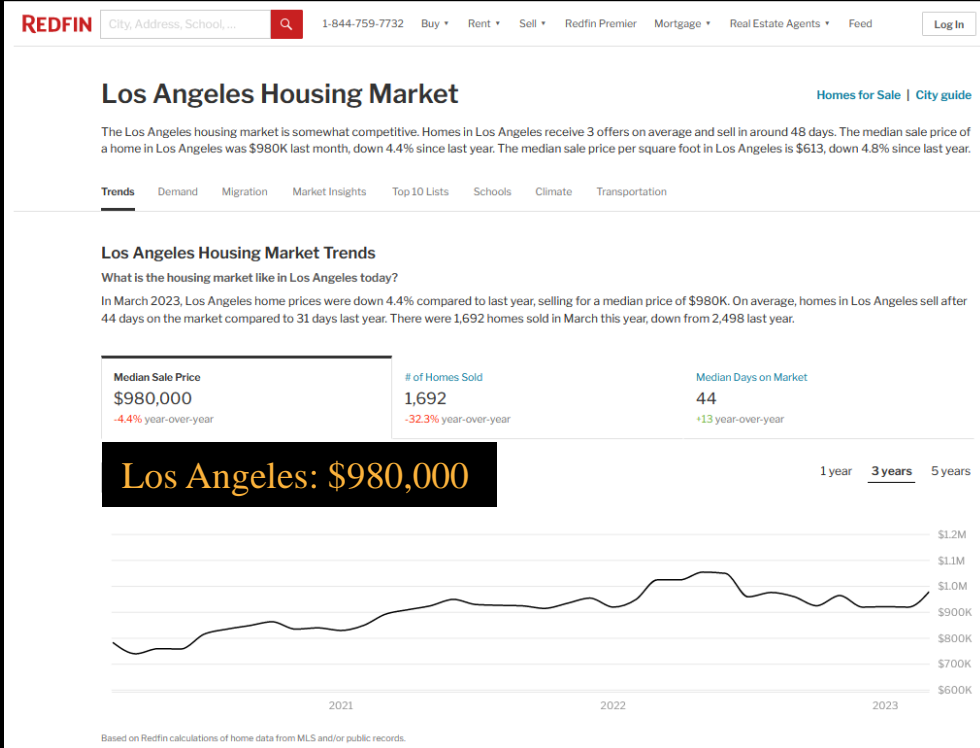 REDFIN City, Address, School, ... 1-844-759-7732 Buy ▾ Rent ▾ Sell ▾ Redfin Premier Mortgage ▾ Real Estate Agents ▾ Feed Log In
Los Angeles Housing Market
Homes for Sale | City guide
The Los Angeles housing market is somewhat competitive. Homes in Los Angeles receive 3 offers on average and sell in around 48 days. The median sale price of
a home in Los Angeles was $980K last month, down 4.4% since last year. The median sale price per square foot in Los Angeles is $613, down 4.8% since last year.
Trends Demand Migration Market Insights Top 10 Lists Schools Climate Transportation
Los Angeles Housing Market Trends
What is the housing market like in Los Angeles today?
In March 2023, Los Angeles home prices were down 4.4% compared to last year, selling for a median price of $980K. On average, homes in Los Angeles sell after
44 days on the market compared to 31 days last year. There were 1,692 homes sold in March this year, down from 2,498 last year.
Median Sale Price
$980,000
-4.4% year-over-year
# of Homes Sold
1,692
-32.3% year-over-year
Median Days on Market
44
+13 year-over-year
Los Angeles: $980,000
1 year 3 years 5 years
$1.2M
$1.1M
$1.0M
$900K
$800K
$700K
$600K
2021 2022 2023
Based on Redfin calculations of home data from MLS and/or public records.